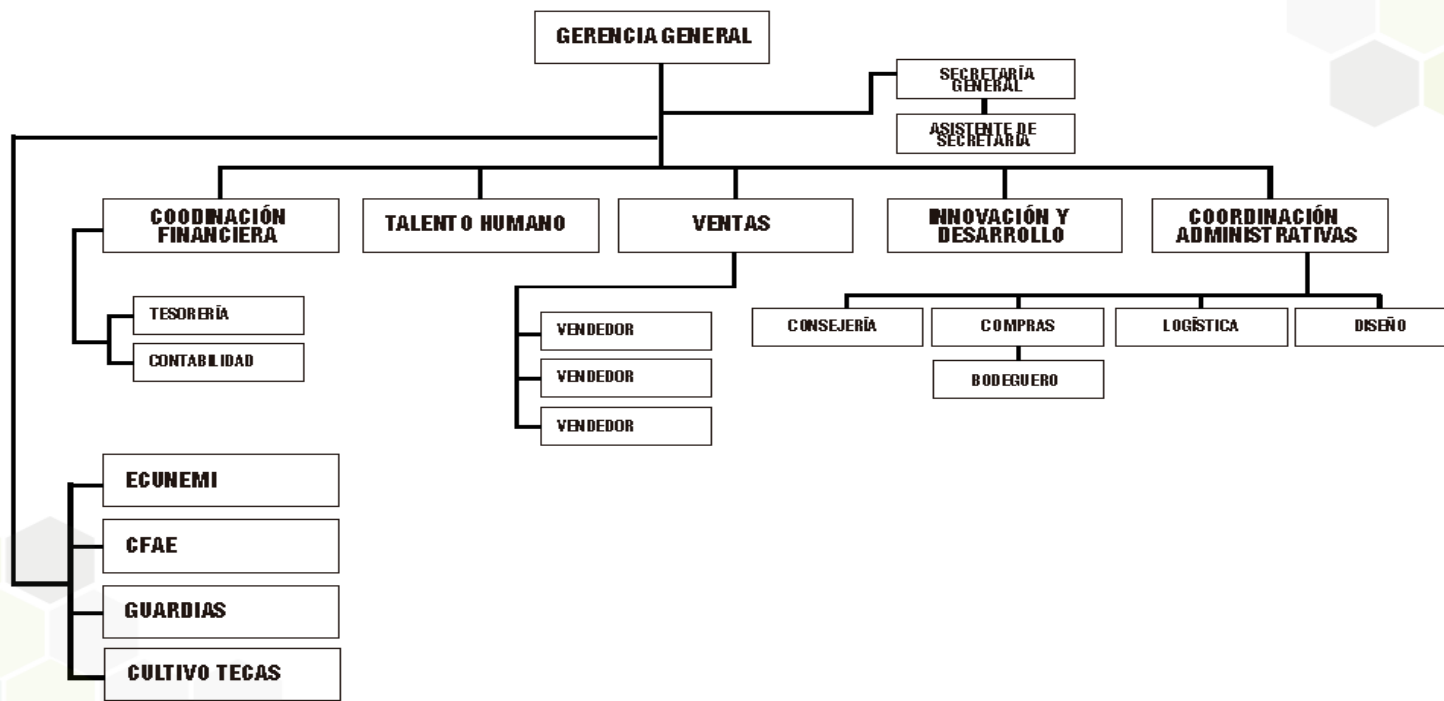 GERENCIA GENERAL
SECRETARÍA
GENERAL
ASISTENTE DE
SECRETARÍA
COODINACIÓN
FINANCIERA
TALENTO HUMANO
VENTAS
INNOVACIÓN Y
DESARROLLO
COORDINACIÓN
ADMINISTRATIVAS
TESORERÍA
CONTABILIDAD
VENDEDOR
VENDEDOR
VENDEDOR
CONSEJERÍA
COMPRAS
LOGÍSTICA
DISEÑO
BODEGUERO
ECUNEMI
CFAE
GUARDIAS
CULTIVO TECAS